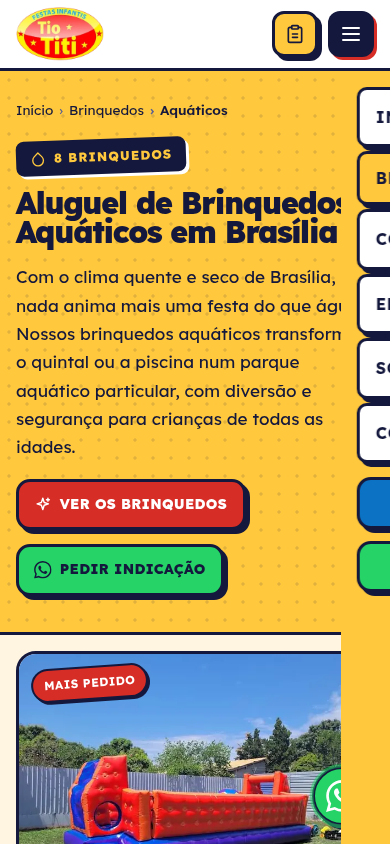 FESTAS INFANTIS
Tio
Titi
Início › Brinquedos › Aquáticos
8 BRINQUEDOS
Aluguel de Brinquedos
Aquáticos em Brasília
Com o clima quente e seco de Brasília,
nada anima mais uma festa do que
Nossos brinquedos aquáticos
o quintal ou a piscina num parque
aquático particular, com diversão e
segurança para crianças de todas as
idades.
VER OS BRINQUEDOS
PEDIR INDICAÇÃO
MAIS PEDIDO